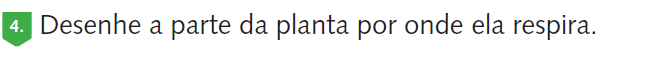 4. Desenhe a parte da planta por onde ela respira.